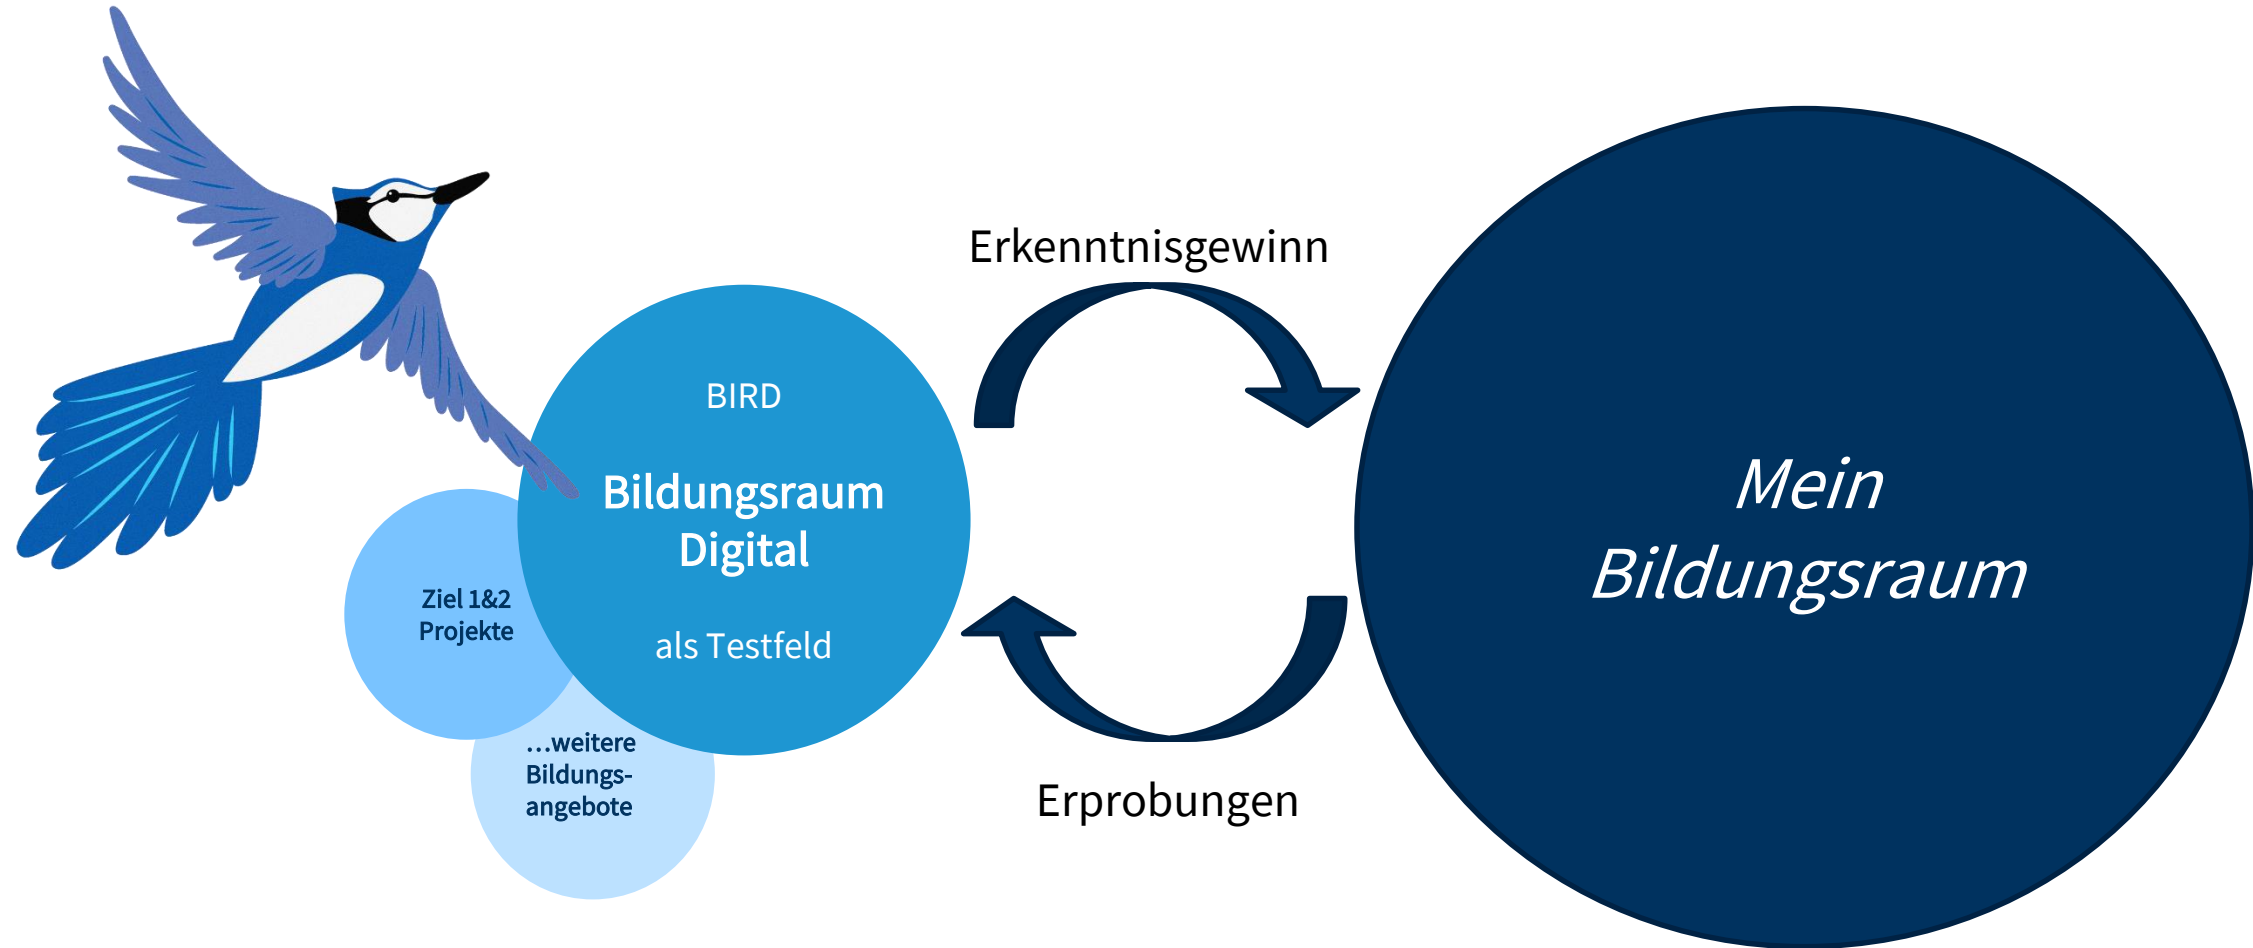 BIRD
Bildungsraum
Digital
als Testfeld
Ziel 1&2
Projekte
...weitere
Bildungs-
angebote
Erkenntnisgewinn
Erprobungen
Mein
Bildungsraum